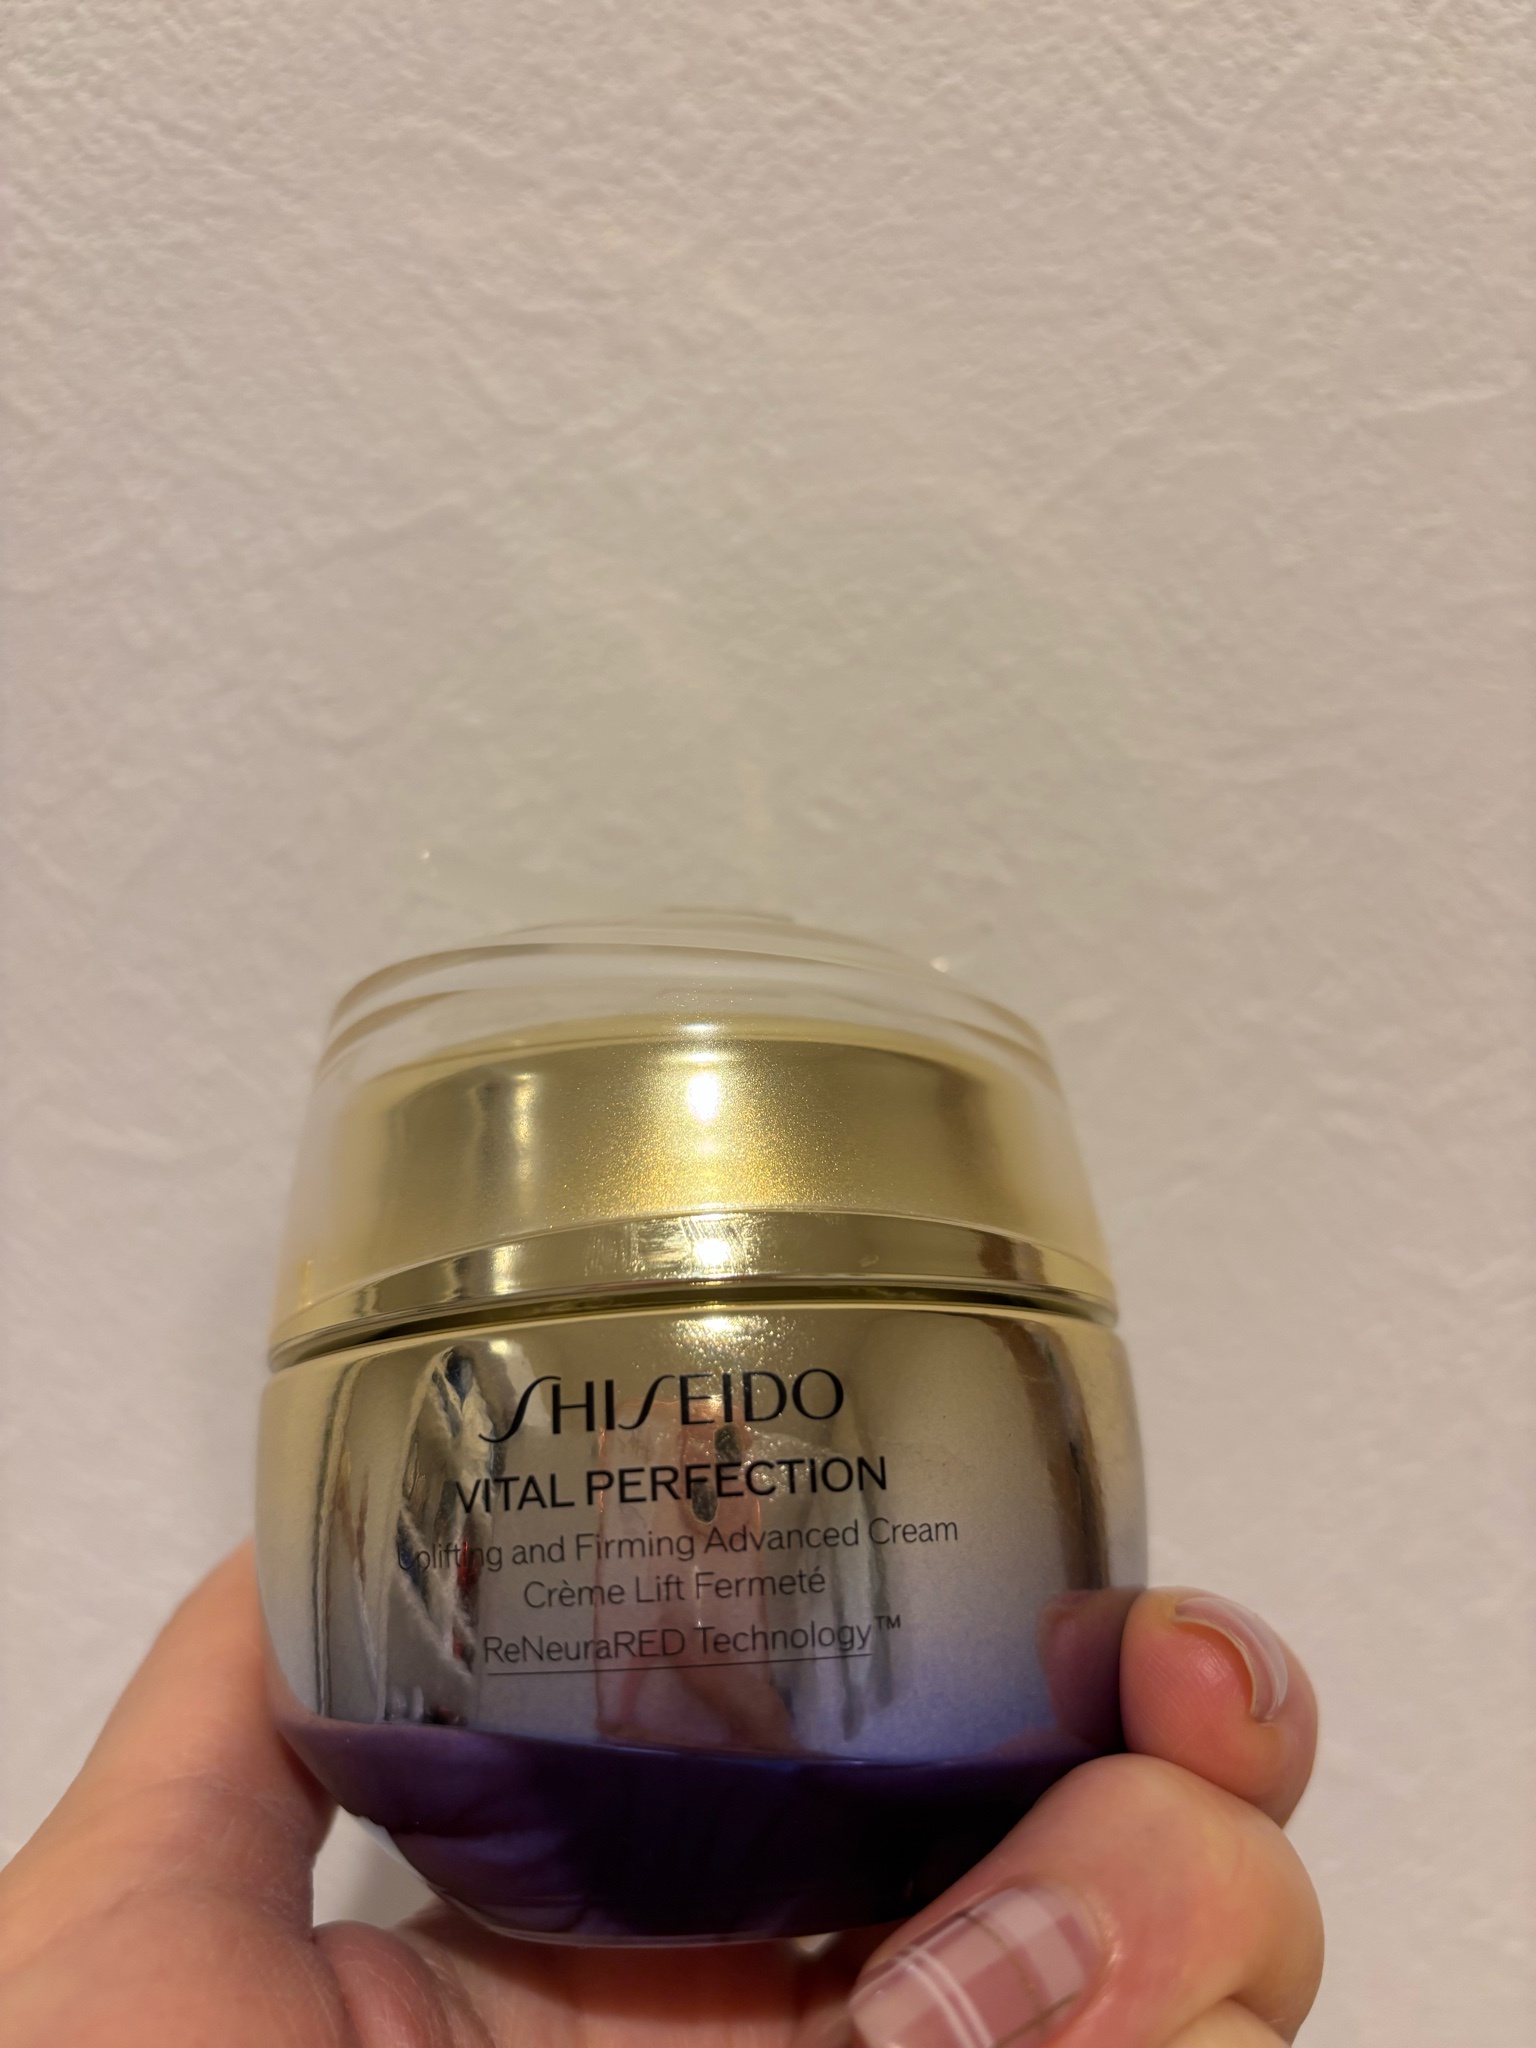 SHISEIDO
VITAL PERFECTION
Uplifting and Firming Advanced Cream
Crème Lift Fermeté
ReNeuraRED Technology™